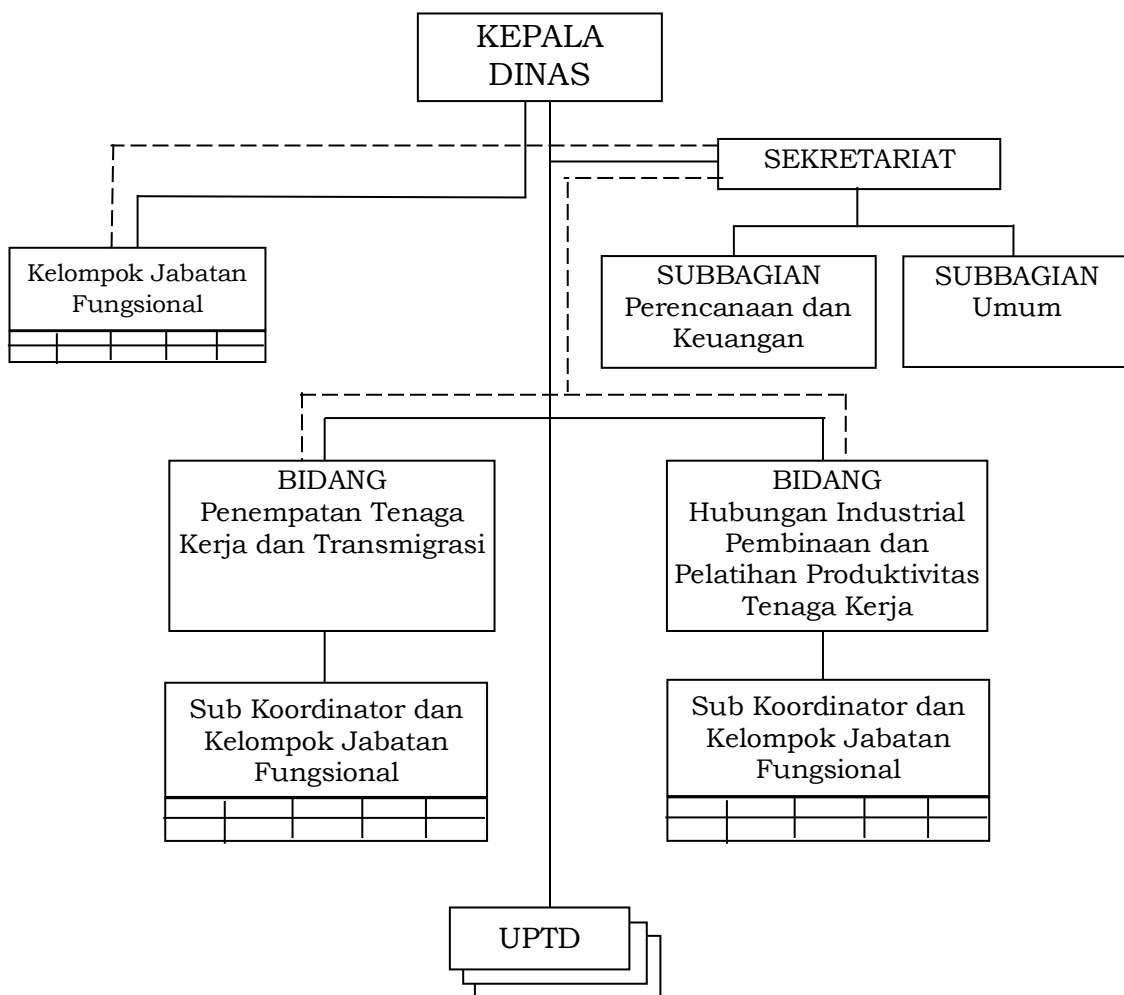 KEPALA
DINAS
SEKRETARIAT
Kelompok Jabatan
Fungsional
SUBBAGIAN
Perencanaan dan
Keuangan
SUBBAGIAN
Umum
BIDANG
Penempatan Tenaga
Kerja dan Transmigrasi
BIDANG
Hubungan Industrial
Pembinaan dan
Pelatihan Produktivitas
Tenaga Kerja
Sub Koordinator dan
Kelompok Jabatan
Fungsional
Sub Koordinator dan
Kelompok Jabatan
Fungsional
UPTD